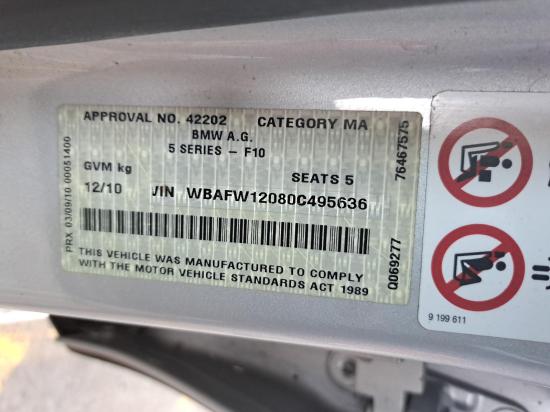 APPROVAL NO. 42202 CATEGORY MA
BMW A.G.
5 SERIES – F10
GVM kg SEATS 5
12/10 VIN WBAFW12080C495636
THIS VEHICLE WAS MANUFACTURED TO COMPLY
WITH THE MOTOR VEHICLE STANDARDS ACT 1989
PRX 03/09/10 00051400
76467575
Q069277
9 199 611